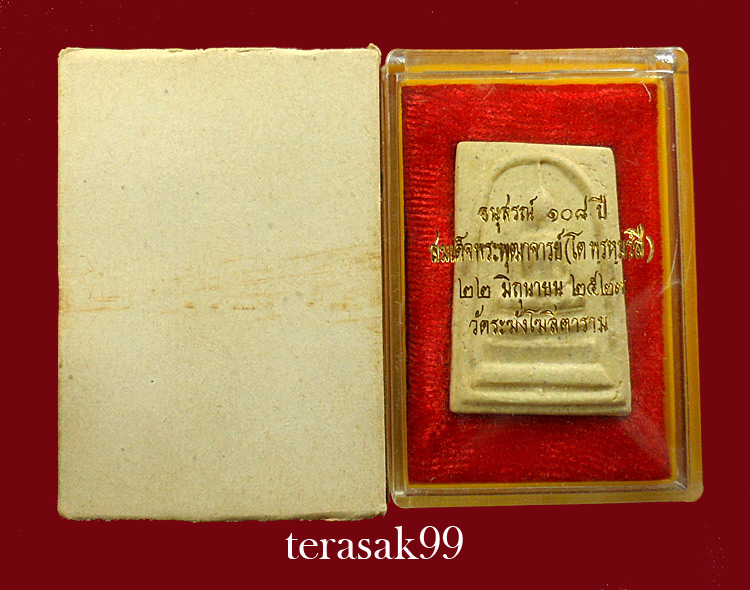 อนุสรณ์ ๑๐๘ ปี
สมเด็จพระพุฒาจารย์(โต พรหมรังสี)
๒๒ มิถุนายน ๒๕๒๓
วัดระฆังโฆสิตาราม
terasak99